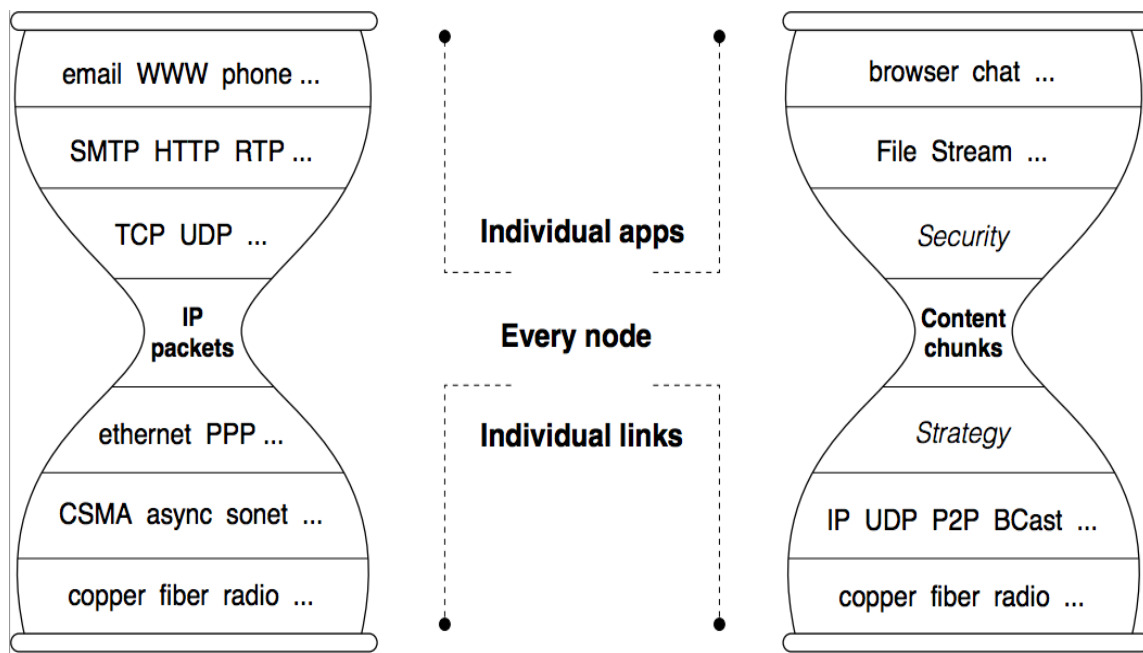 email WWW phone ...
SMTP HTTP RTP ...
TCP UDP ...
IP
packets
ethernet PPP ...
CSMA async sonet ...
copper fiber radio ...
Individual apps
Every node
Individual links
browser chat ...
File Stream ...
Security
Content
chunks
Strategy
IP UDP P2P BCast ...
copper fiber radio ...